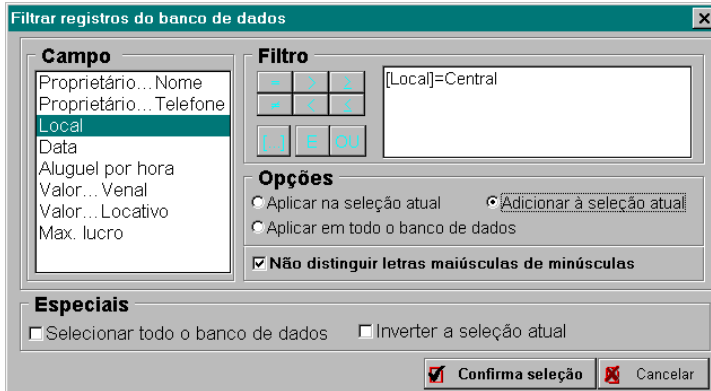 Filtrar registros do banco de dados
Campo
Proprietário...Nome
Proprietário...Telefone
Local
Data
Aluguel por hora
Valor...Venal
Valor...Locativo
Max. lucro
Filtro
= > ≥
≠ < ≤
[..] E OU
[Local]=Central
Opções
Aplicar na seleção atual Adicionar à seleção atual
Aplicar em todo o banco de dados
Não distinguir letras maiúsculas de minúsculas
Especiais
Selecionar todo o banco de dados Inverter a seleção atual
Confirma seleção Cancelar